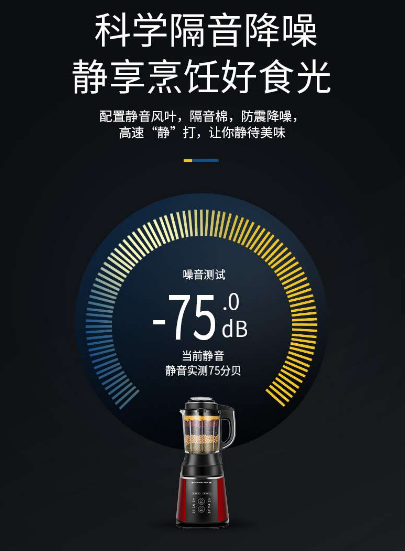 科学隔音降噪
静享烹饪好食光
配置静音风叶，隔音棉，防震降噪，
高速“静”打，让你静待美味
噪音测试
-75.0
dB
当前静音
静音实测75分贝